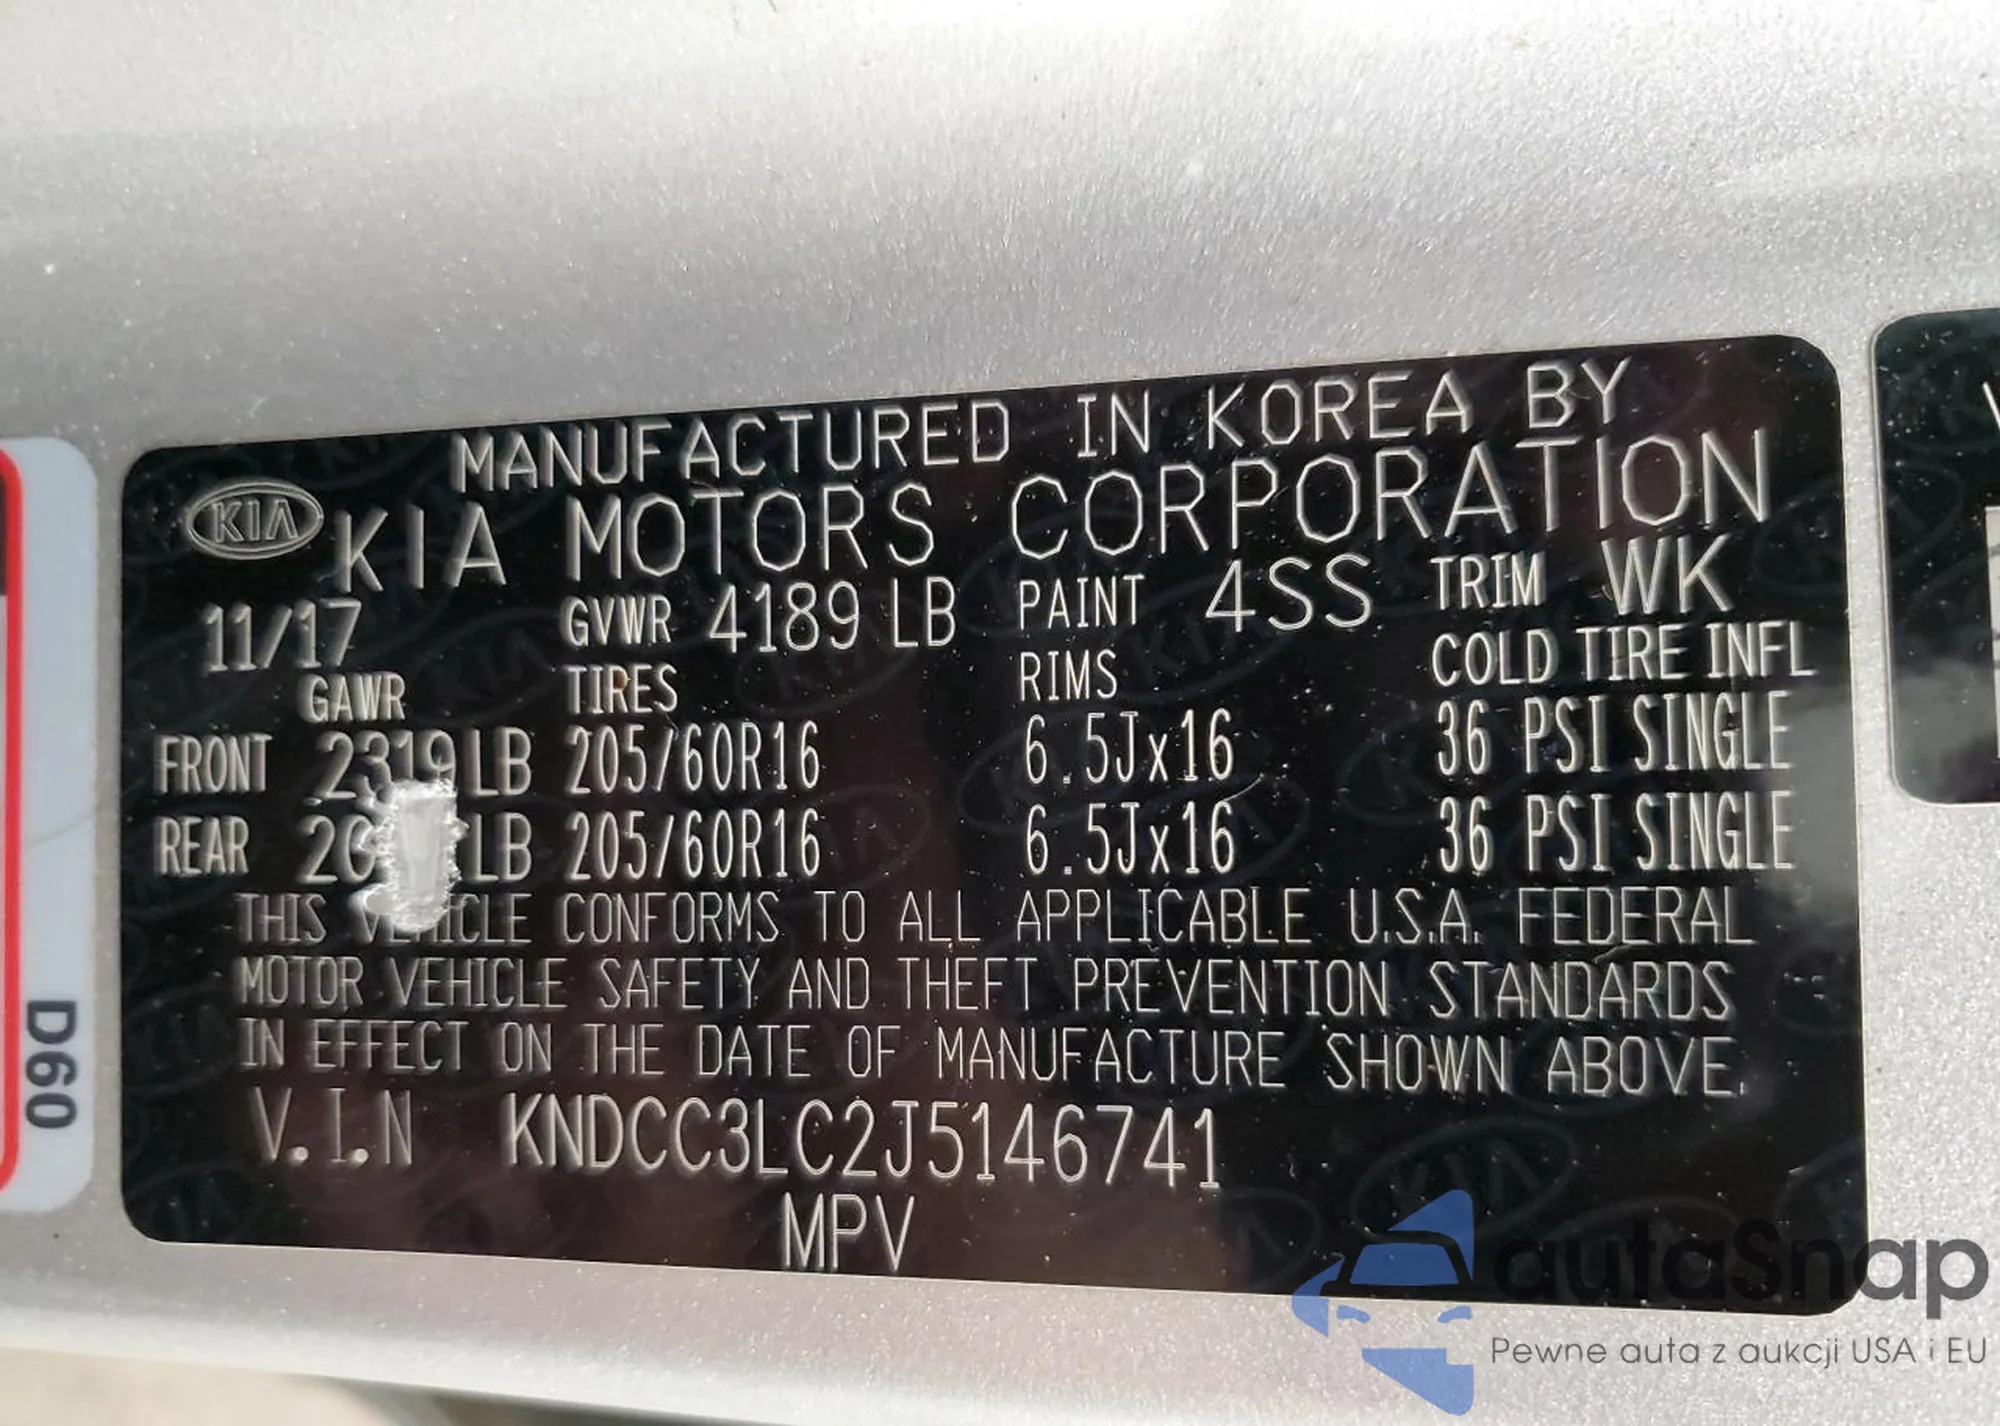 MANUFACTURED IN KOREA BY
KIA KIA MOTORS CORPORATION
11/17 GVWR 4189 LB PAINT 4SS TRIM WK
GAWR TIRES RIMS COLD TIRE INFL
FRONT 2319LB 205/60R16 6.5Jx16 36 PSI SINGLE
REAR LB 205/60R16 6.5Jx16 36 PSI SINGLE
THIS VEHICLE CONFORMS TO ALL APPLICABLE U.S.A. FEDERAL
MOTOR VEHICLE SAFETY AND THEFT PREVENTION STANDARDS
IN EFFECT ON THE DATE OF MANUFACTURE SHOWN ABOVE.
V.I.N KNDCC3LC2J5146741
MPV
D60
autaSnap
Pewne auta z aukcji USA i EU